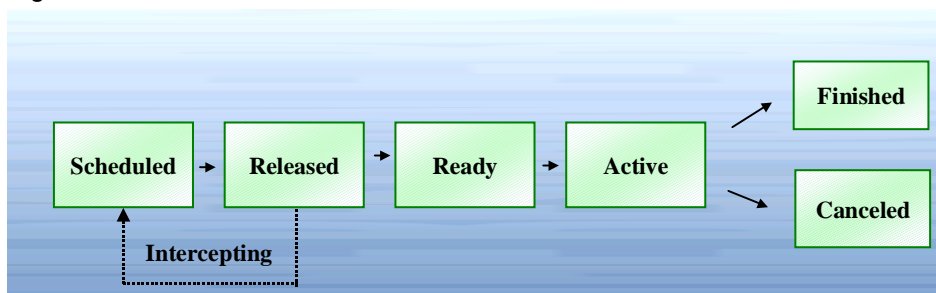 Finished
Scheduled
Released
Ready
Active
Canceled
Intercepting